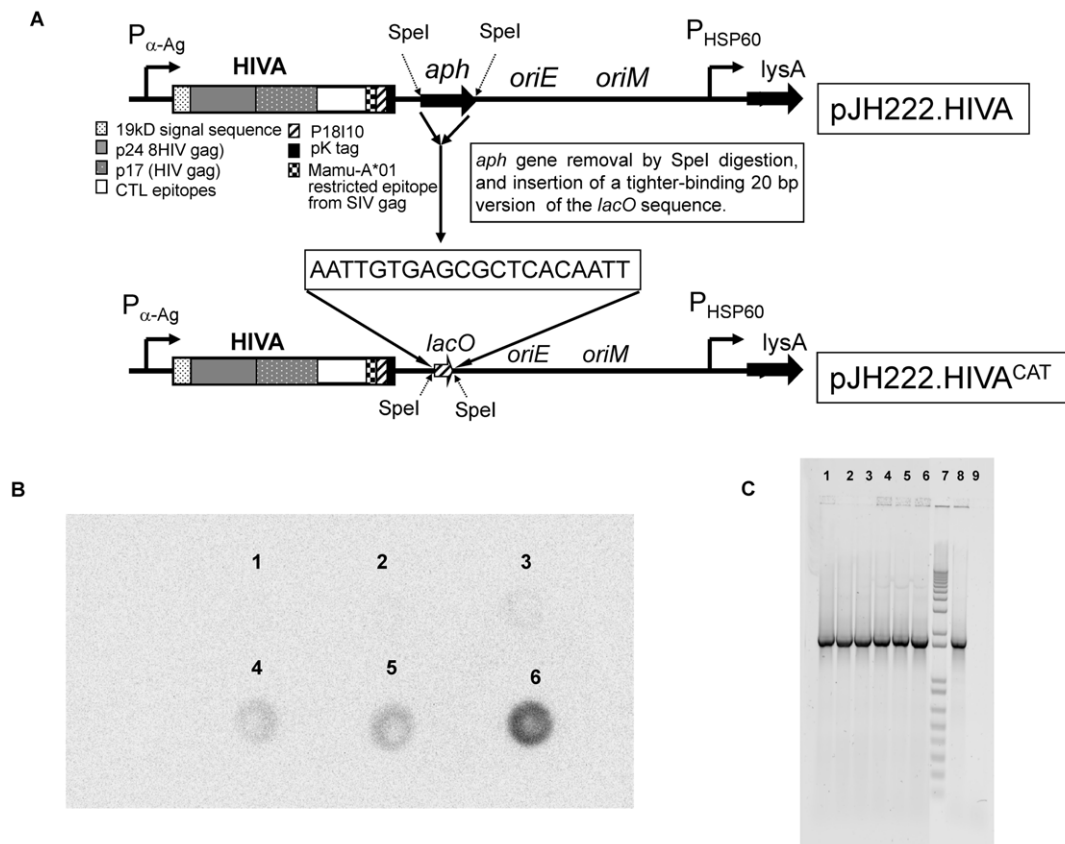 A
SpeI SpeI
Pα-Ag HIVA aph oriE oriM PHSP60 lysA
pJH222.HIVA
19kD signal sequence
p24 8HIV gag)
p17 (HIV gag)
CTL epitopes
P18I10
pK tag
Mamu-A*01
restricted epitope
from SIV gag
aph gene removal by SpeI digestion,
and insertion of a tighter-binding 20 bp
version of the lacO sequence.
AATTGTGAGCGCTCACAATT
Pα-Ag HIVA lacO oriE oriM PHSP60 lysA
SpeI SpeI
pJH222.HIVACAT
B
1 2 3
4 5 6
C
1 2 3 4 5 6 7 8 9